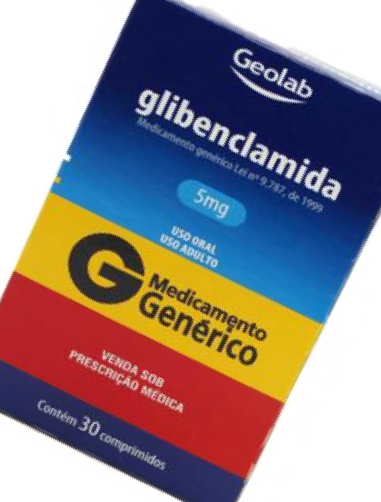 Geolab
glibenclamida
Medicamento genérico Lei nº 9.787, de 1999
5mg
USO ORAL
USO ADULTO
G
Medicamento
Genérico
VENDA SOB
PRESCRIÇÃO MÉDICA
Contém 30 comprimidos